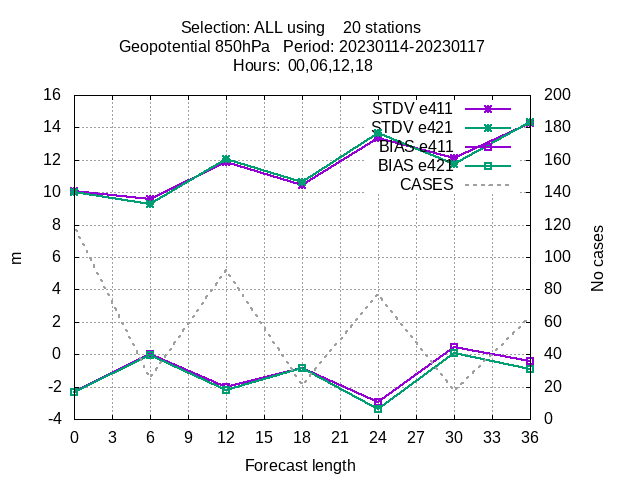 Selection: ALL using    20 stations
Geopotential 850hPa   Period: 20230114-20230117
Hours:  00,06,12,18
16
14
12
10
8
6
4
2
0
-2
-4
m
STDV e411
STDV e421
BIAS e411
BIAS e421
CASES
200
180
160
140
120
100
80
60
40
20
0
No cases
0 3 6 9 12 15 18 21 24 27 30 33 36
Forecast length